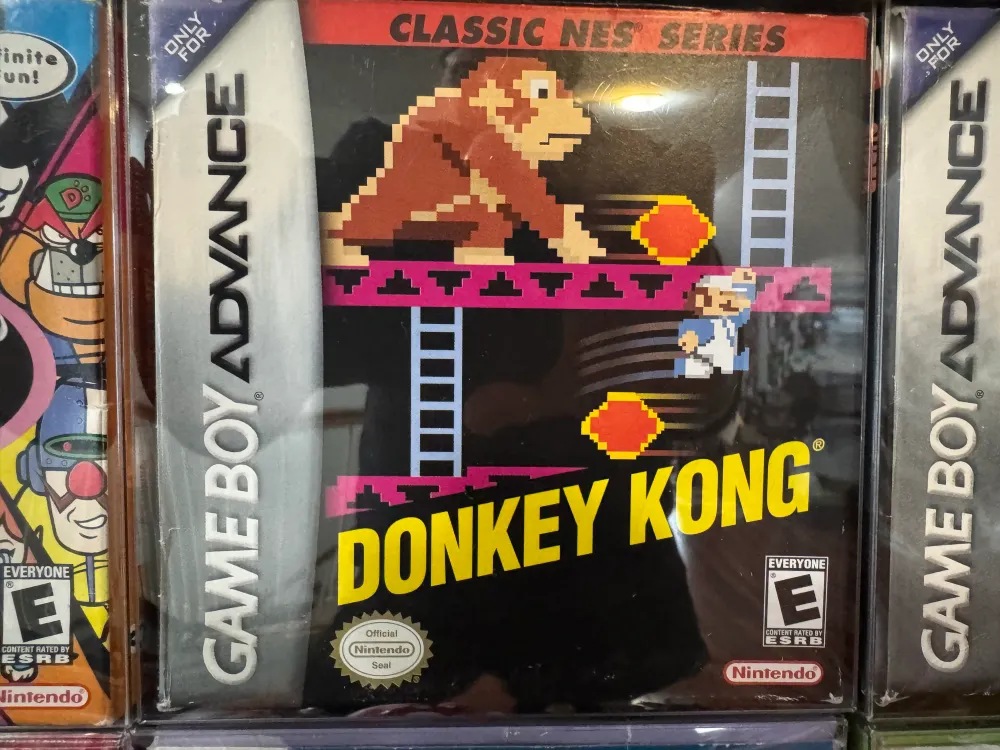 CLASSIC NES® SERIES
ONLY
FOR
GAME BOY® ADVANCE
DONKEY KONG®
Official
Nintendo
Seal
EVERYONE
E
CONTENT RATED BY
ESRB
Nintendo®
finite
Fun!
EVERYONE
E
CONTENT RATED BY
ESRB
Nintendo®
ONLY
FOR
GAME BOY® ADVANCE